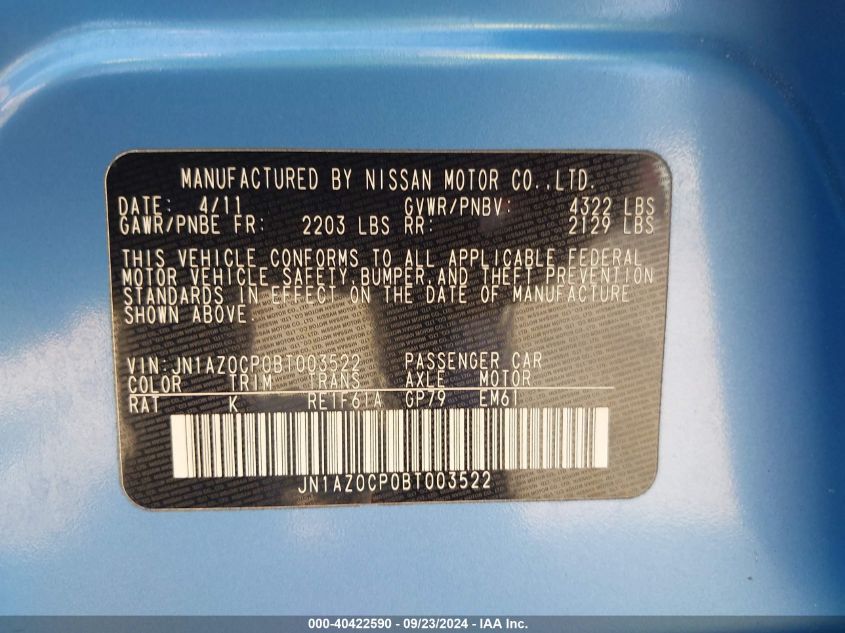 MANUFACTURED BY NISSAN MOTOR CO.,LTD.
DATE: 4/11 GVWR/PNBV: 4322 LBS
GAWR/PNBE FR: 2203 LBS RR: 2129 LBS
THIS VEHICLE CONFORMS TO ALL APPLICABLE FEDERAL
MOTOR VEHICLE SAFETY,BUMPER,AND THEFT PREVENTION
STANDARDS IN EFFECT ON THE DATE OF MANUFACTURE
SHOWN ABOVE.
VIN:JN1AZ0CP0BT003522 PASSENGER CAR
COLOR TRIM TRANS AXLE MOTOR
RAT K RE1F61A GP79 EM61
JN1AZ0CP0BT003522
000-40422590 - 09/23/2024 - IAA Inc.